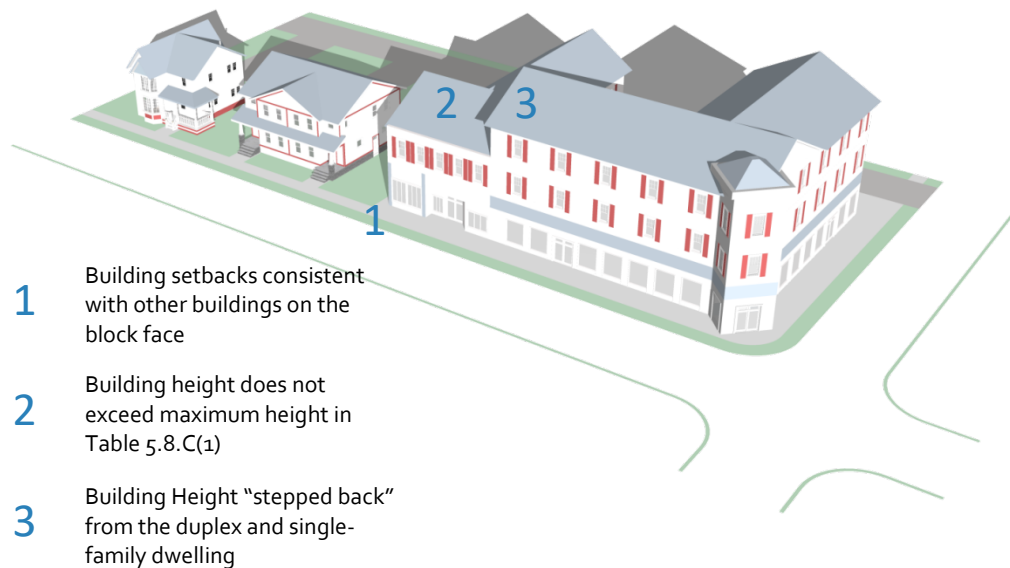 2
3
1
1
Building setbacks consistent
with other buildings on the
block face
2
Building height does not
exceed maximum height in
Table 5.8.C(1)
3
Building Height “stepped back”
from the duplex and single-
family dwelling